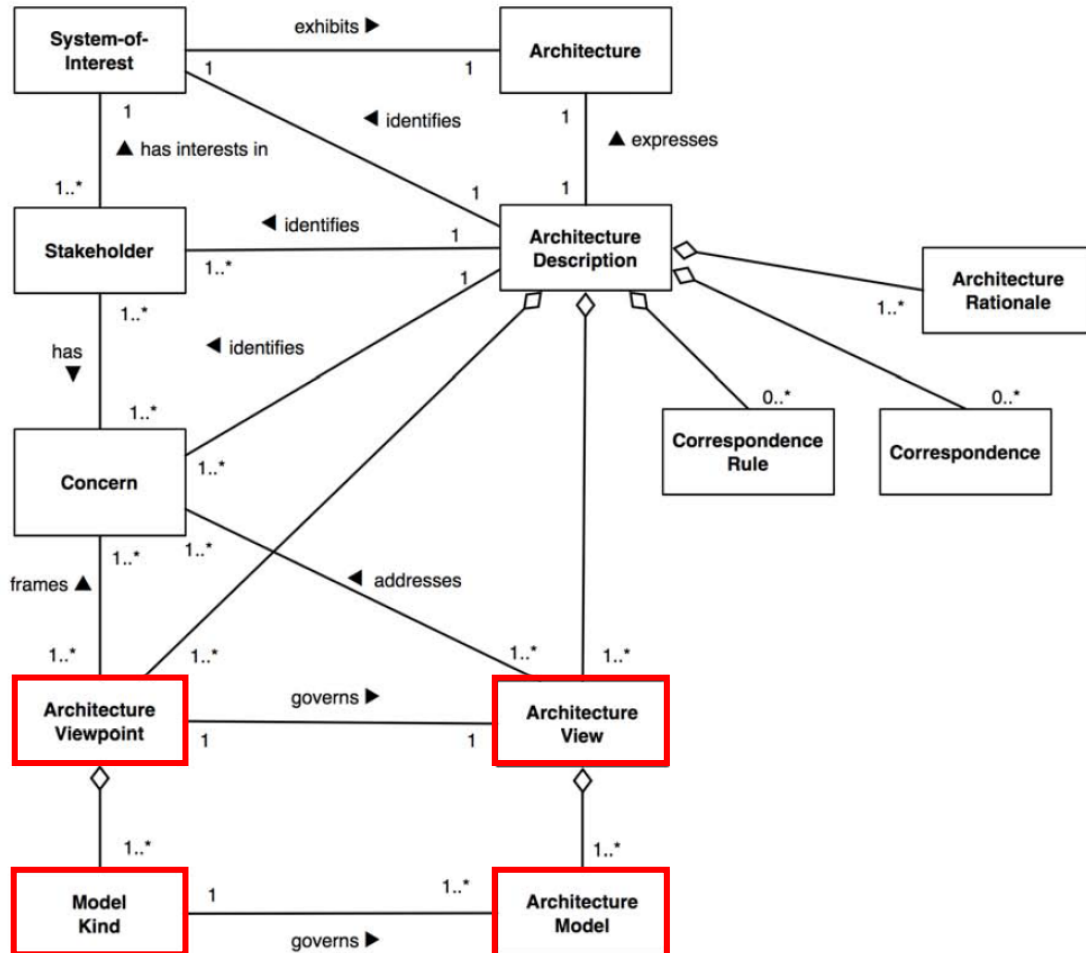 System-of-
Interest
exhibits ▶
Architecture
1
1
1
◀ identifies
1
▲ has interests in
▲ expresses
1..*
1
1
Stakeholder
◀ identifies
1
1..*
Architecture
Description
1
Architecture
Rationale
1..*
1..*
has
▼
◀ identifies
1..*
1..*
0..*
0..*
Correspondence
Rule
Correspondence
Concern
1..*
1..*
frames ▲
◀ addresses
1..*
1..*
1..*
1..*
Architecture
Viewpoint
governs ▶
1
1
Architecture
View
1..*
1..*
Model
Kind
1
1..*
governs ▶
Architecture
Model